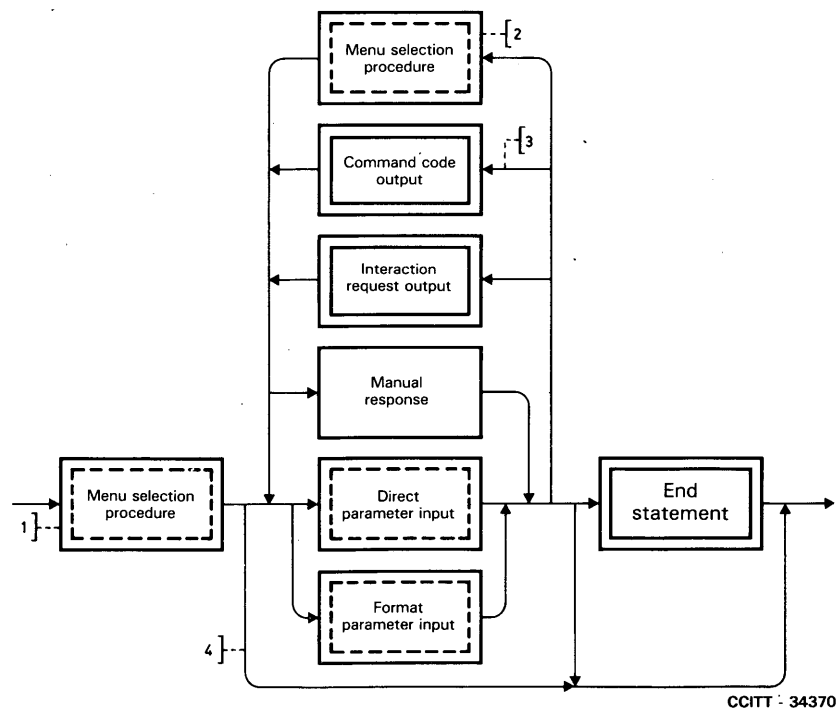 Menu selection
procedure
2
Command code
output
3
Interaction
request output
Manual
response
Menu selection
procedure
1
Direct
parameter input
End
statement
Format
parameter input
4
CCITT - 34370